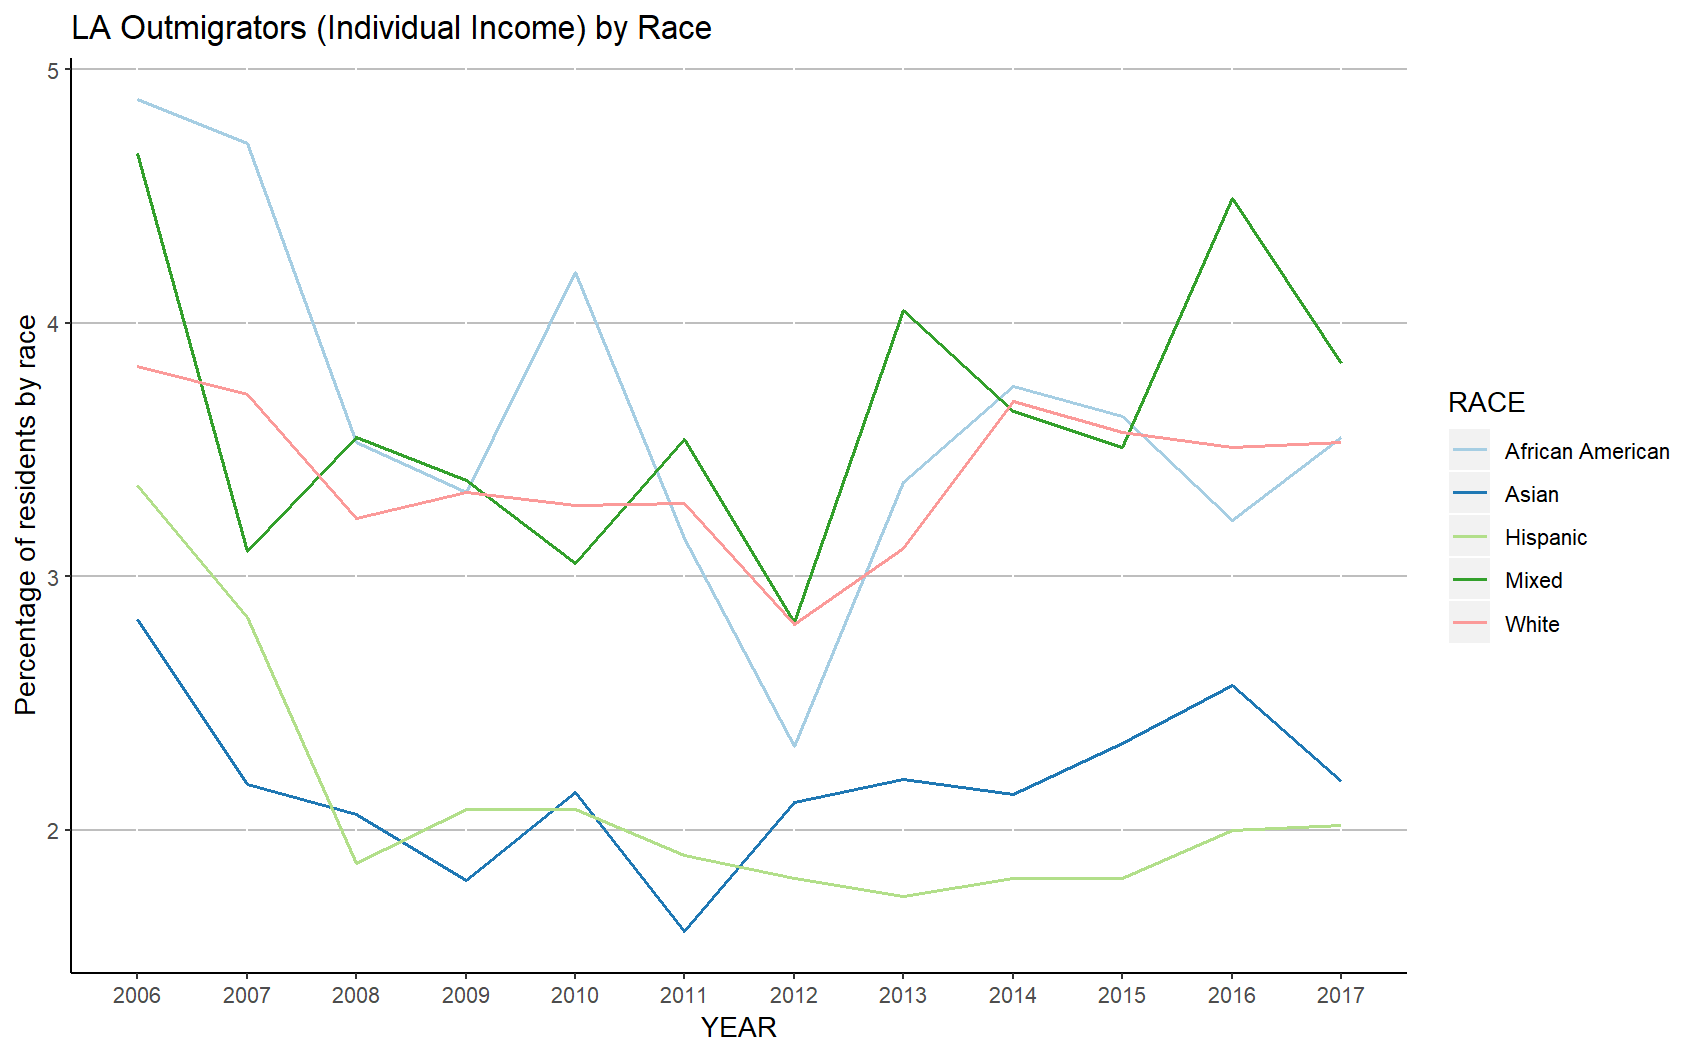 LA Outmigrators (Individual Income) by Race
Percentage of residents by race
5
4
3
2
2006 2007 2008 2009 2010 2011 2012 2013 2014 2015 2016 2017
YEAR
RACE
African American
Asian
Hispanic
Mixed
White